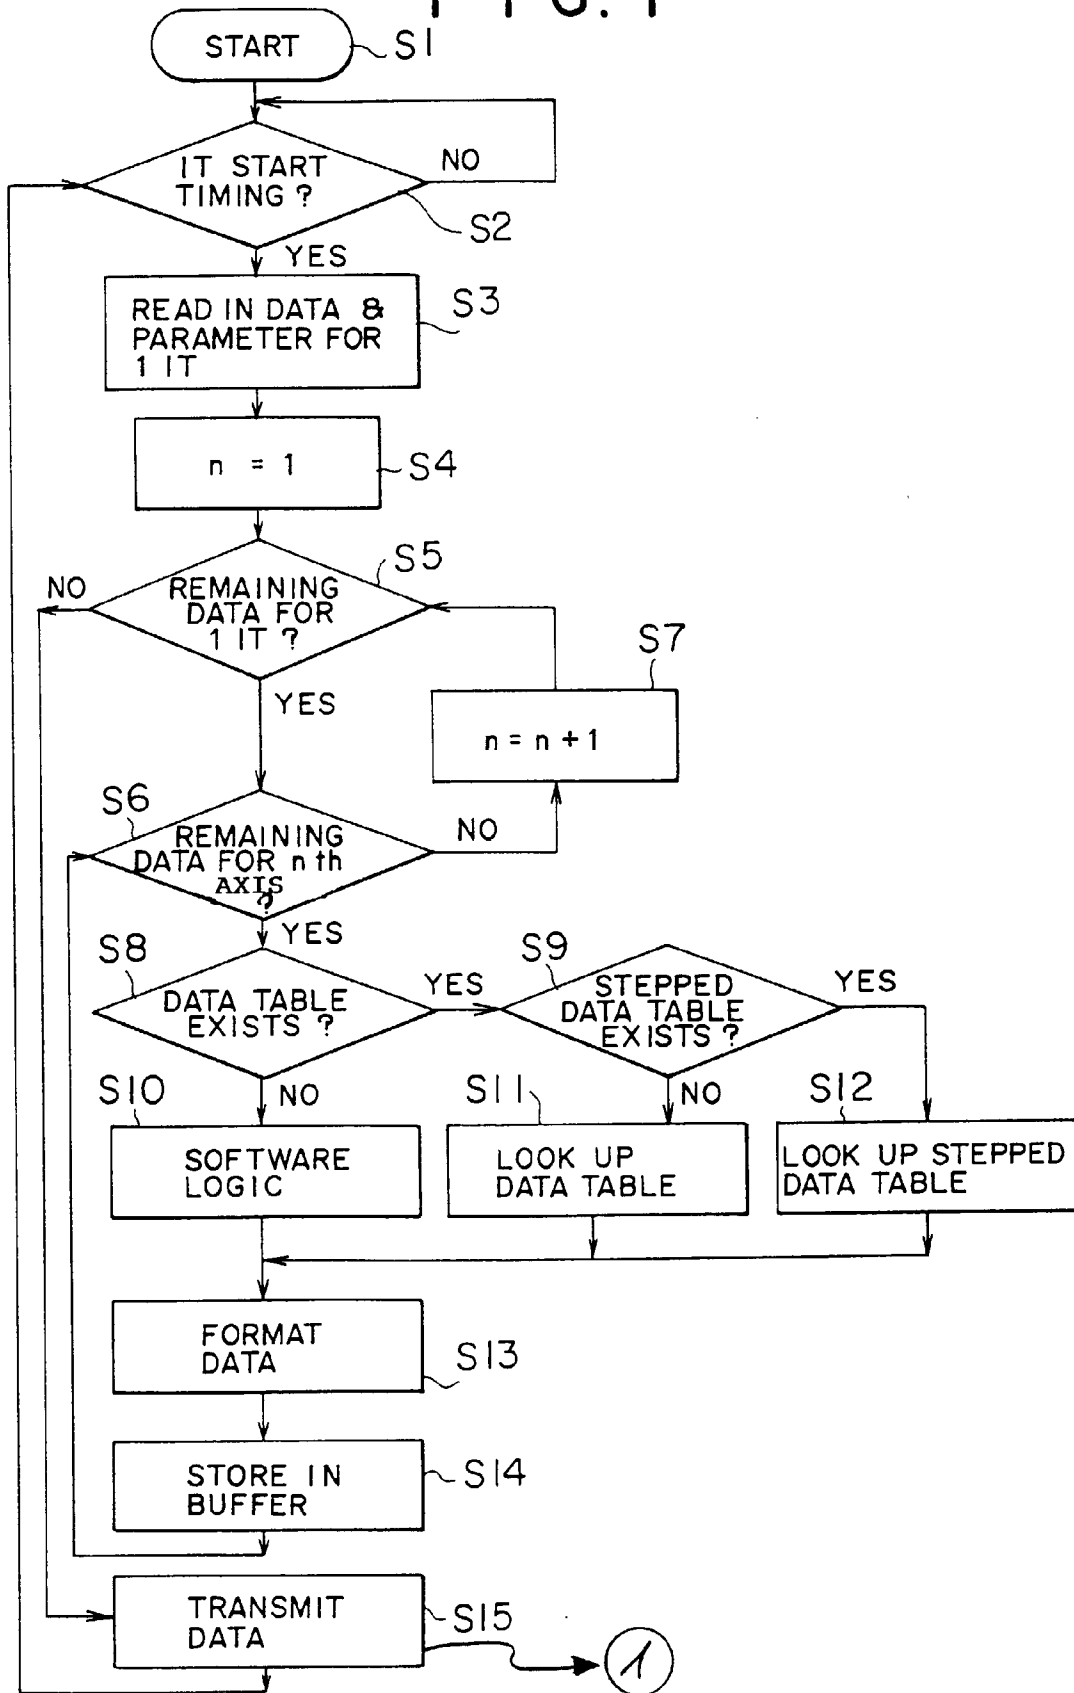 FIG. 1
START
S1
IT START
TIMING ?
NO
S2
YES
READ IN DATA &
PARAMETER FOR
1 IT
S3
n = 1
S4
S5
NO
REMAINING
DATA FOR
1 IT ?
YES
S7
n = n + 1
S6
REMAINING
DATA FOR n th
AXIS
?
NO
YES
S8
DATA TABLE
EXISTS ?
YES
S9
STEPPED
DATA TABLE
EXISTS ?
YES
NO
NO
S10
SOFTWARE
LOGIC
S11
LOOK UP
DATA TABLE
S12
LOOK UP STEPPED
DATA TABLE
FORMAT
DATA
S13
STORE IN
BUFFER
S14
TRANSMIT
DATA
S15
1